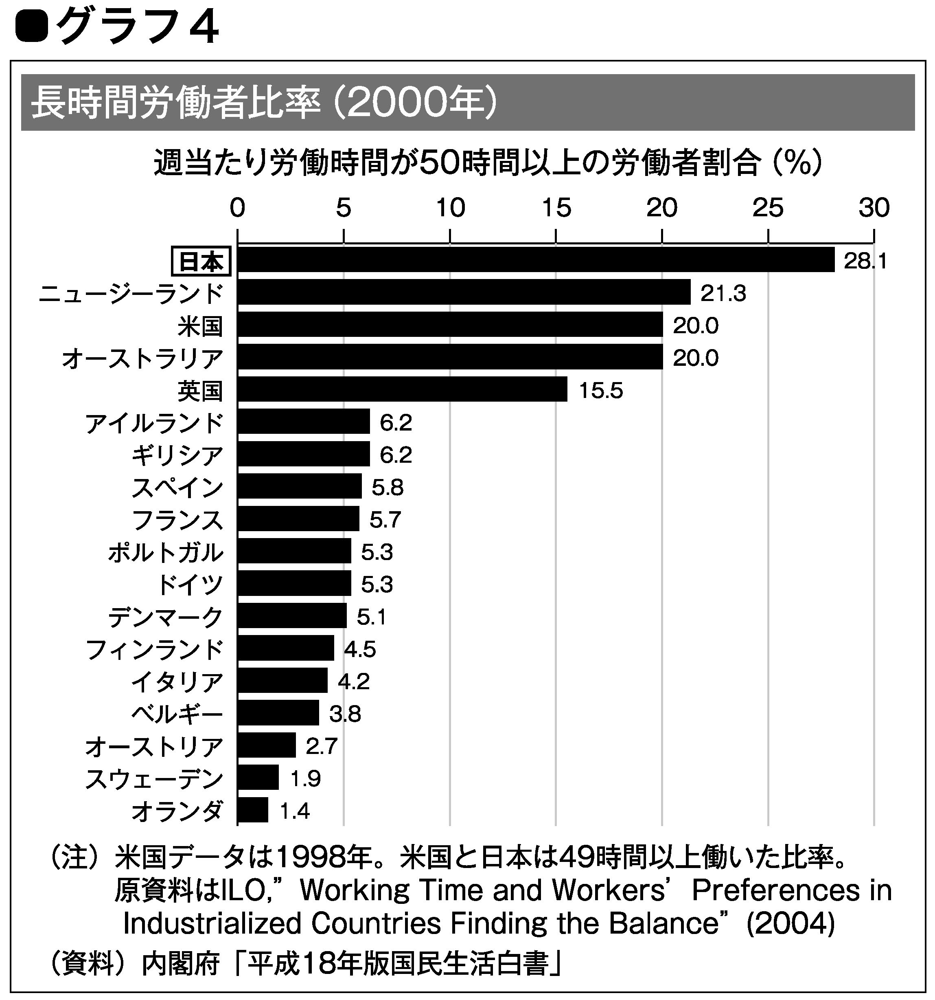 ■グラフ4
長時間労働者比率（2000年）
週当たり労働時間が50時間以上の労働者割合（%）
0 5 10 15 20 25 30
日本 28.1
ニュージーランド 21.3
米国 20.0
オーストラリア 20.0
英国 15.5
アイルランド 6.2
ギリシア 6.2
スペイン 5.8
フランス 5.7
ポルトガル 5.3
ドイツ 5.3
デンマーク 5.1
フィンランド 4.5
イタリア 4.2
ベルギー 3.8
オーストリア 2.7
スウェーデン 1.9
オランダ 1.4
（注）米国データは1998年。米国と日本は49時間以上働いた比率。
原資料はILO,” Working Time and Workers’ Preferences in
Industrialized Countries Finding the Balance” (2004)
（資料）内閣府「平成18年版国民生活白書」